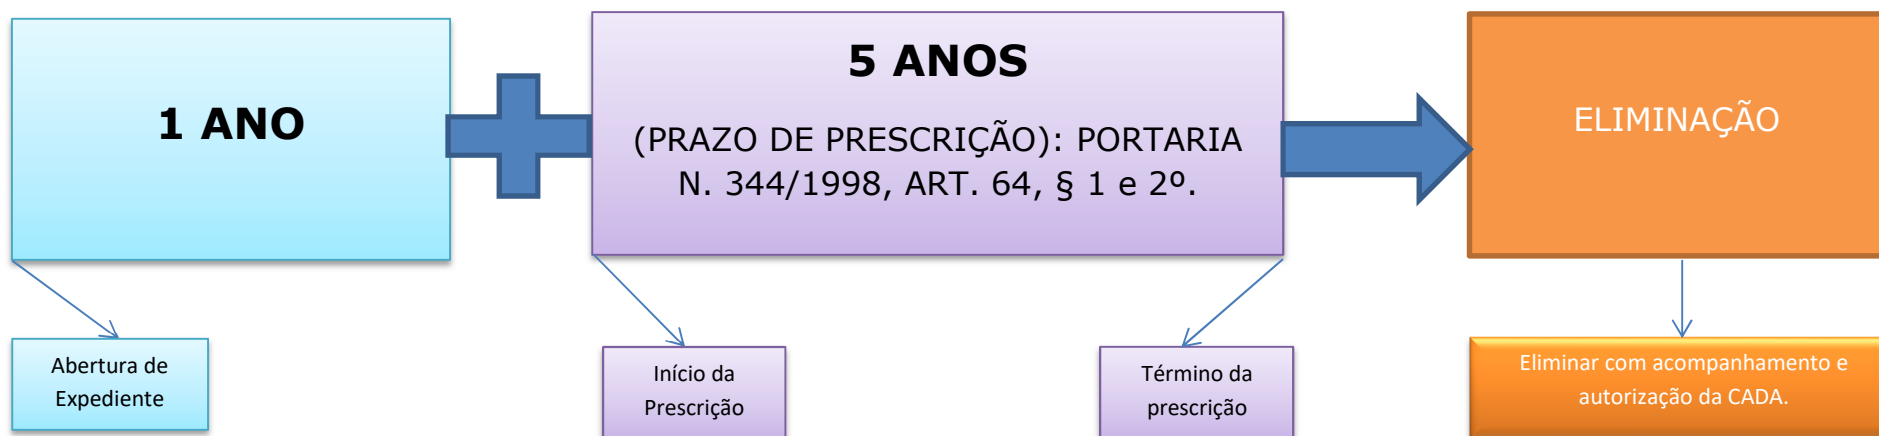 1 ANO
5 ANOS
(PRAZO DE PRESCRIÇÃO): PORTARIA
N. 344/1998, ART. 64, § 1 e 2º.
ELIMINAÇÃO
Abertura de
Expediente
Início da
Prescrição
Término da
prescrição
Eliminar com acompanhamento e
autorização da CADA.